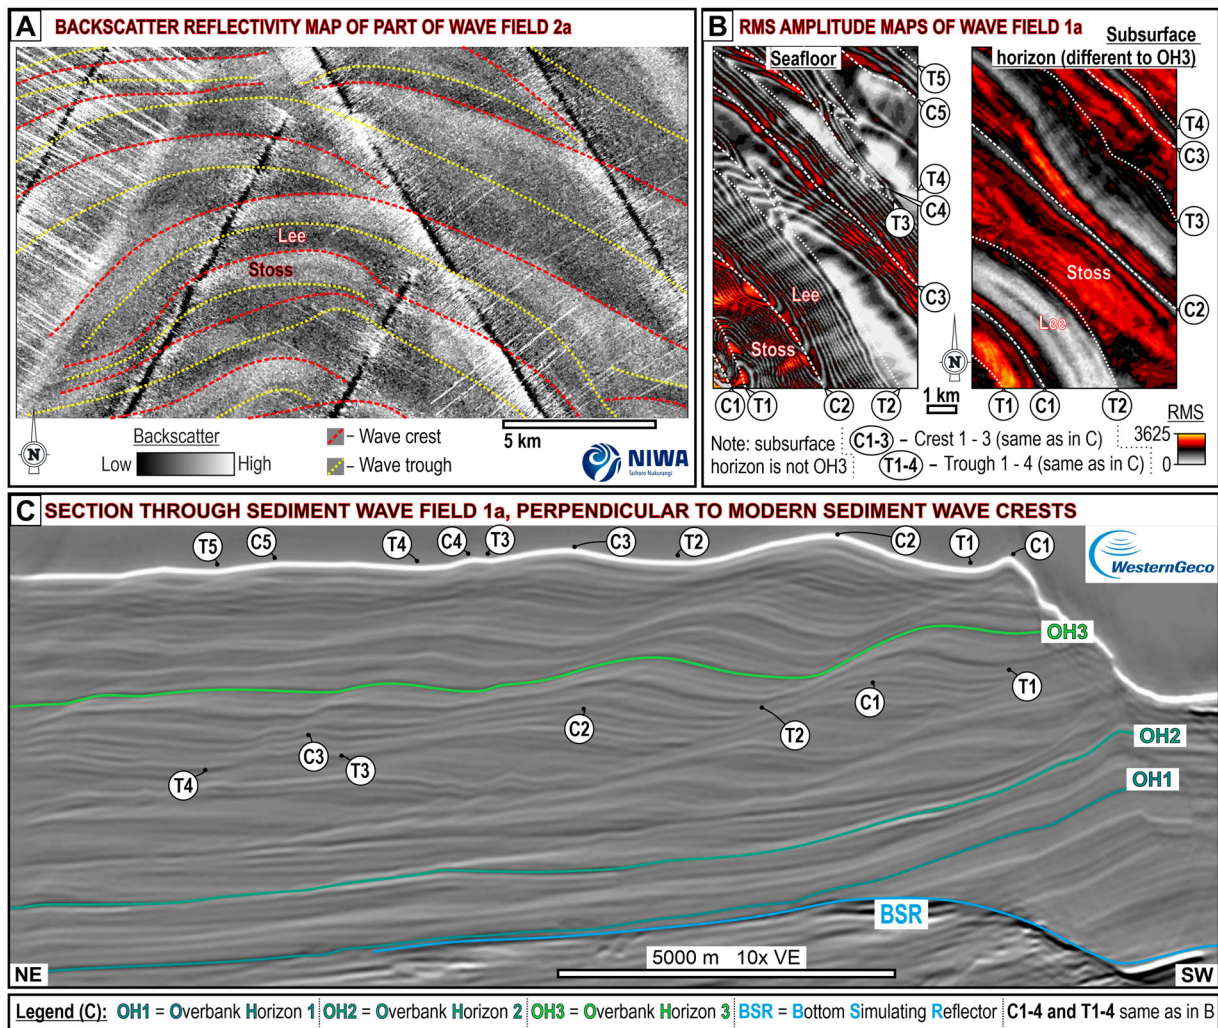 A BACKSCATTER REFLECTIVITY MAP OF PART OF WAVE FIELD 2a
Lee
Stoss
N
Backscatter
Low
High
– Wave crest
– Wave trough
5 km
NIWA
Taihoro Nukurangi
B RMS AMPLITUDE MAPS OF WAVE FIELD 1a
Seafloor
Subsurface
horizon (different to OH3)
T5
C5
T4
C4
T3
C3
Lee
Stoss
C1
T1
C2
T2
N
1 km
T4
C3
T3
Stoss
C2
Lee
T1
C1
T2
Note: subsurface
horizon is not OH3
C1-3 – Crest 1 - 3 (same as in C)
T1-4 – Trough 1 - 4 (same as in C)
RMS
3625
0
C SECTION THROUGH SEDIMENT WAVE FIELD 1a, PERPENDICULAR TO MODERN SEDIMENT WAVE CRESTS
T5
C5
T4
C4
T3
C3
T2
C2
T1
C1
WesternGeco
OH3
T1
C1
C2
T2
C3
T3
T4
OH2
OH1
BSR
5000 m 10x VE
NE
SW
Legend (C): OH1 = Overbank Horizon 1 OH2 = Overbank Horizon 2 OH3 = Overbank Horizon 3 BSR = Bottom Simulating Reflector C1-4 and T1-4 same as in B